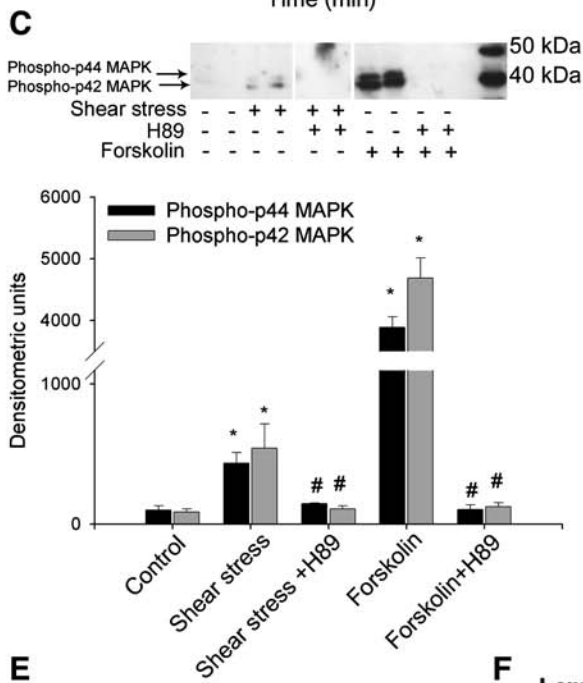 Time (min)
C
50 kDa
Phospho-p44 MAPK
40 kDa
Phospho-p42 MAPK
Shear stress - - + + + + - - - -
H89 - - - - + + - - + +
Forskolin - - - - - - + + + +
6000
Phospho-p44 MAPK
Phospho-p42 MAPK
5000
4000
1000
0
Densitometric units
* * # # * * # #
Control
Shear stress
Shear stress +H89
Forskolin
Forskolin+H89
E
F